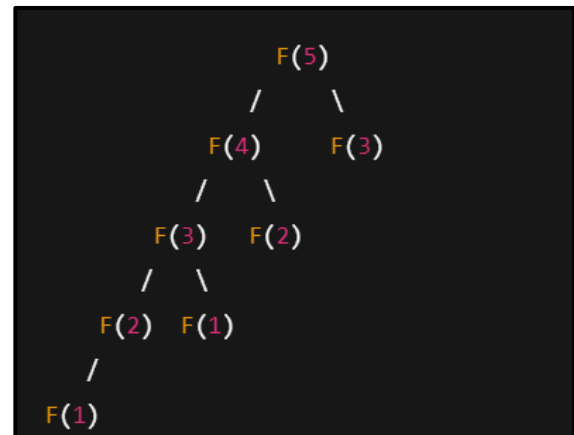 F(5)
/ \
F(4) F(3)
/ \
F(3) F(2)
/ \
F(2) F(1)
/
F(1)